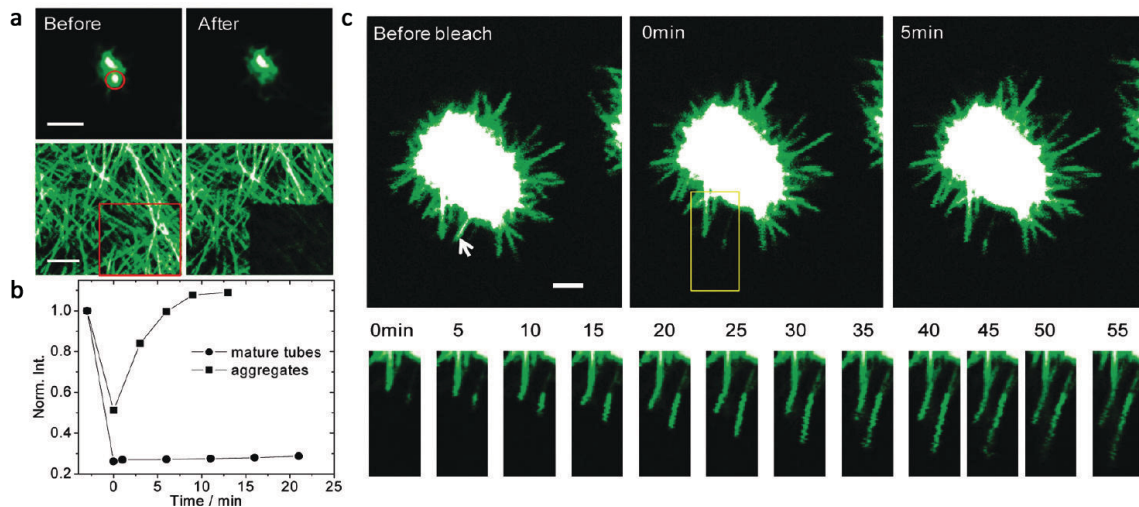 a
Before
After
b
1.0
0.8
0.6
0.4
0.2
Norm. Int.
mature tubes
aggregates
0 5 10 15 20 25
Time / min
c
Before bleach
0min
5min
0min 5 10 15 20 25 30 35 40 45 50 55